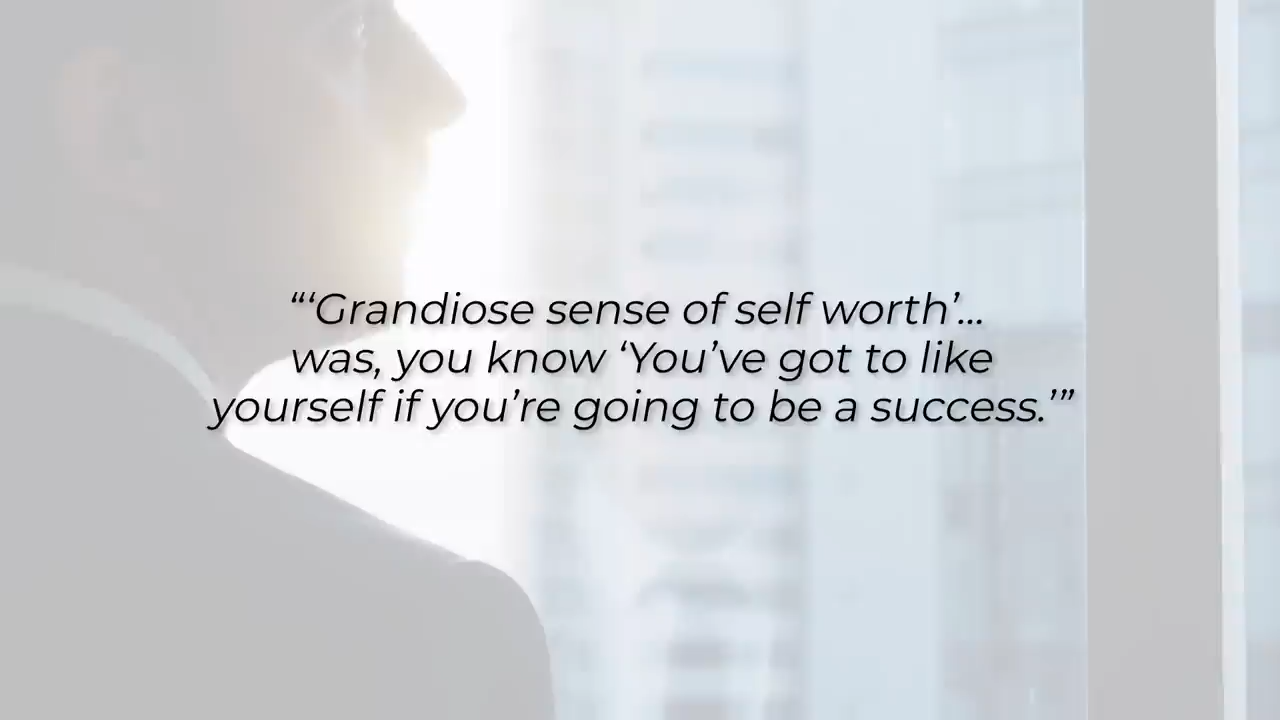 “‘Grandiose sense of self worth’...
was, you know ‘You’ve got to like
yourself if you’re going to be a success.’”